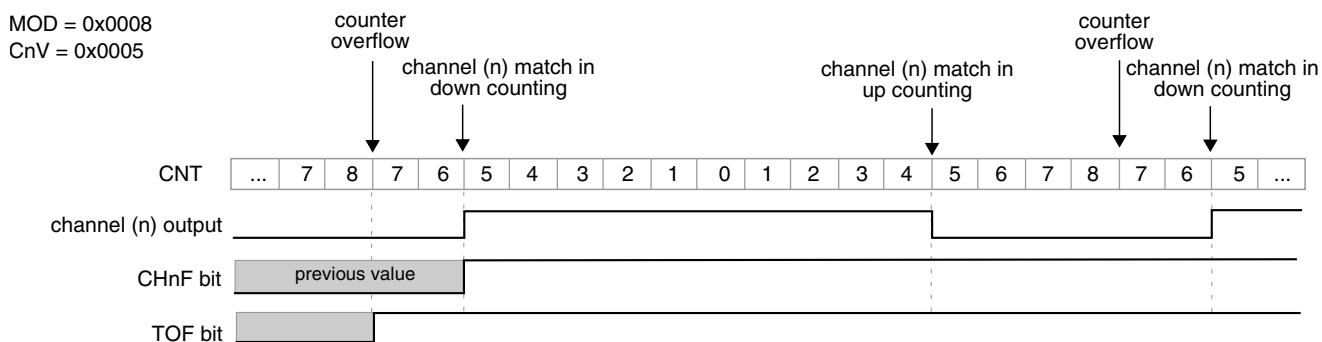 MOD = 0x0008
CnV = 0x0005
counter
overflow
channel (n) match in
down counting
channel (n) match in
up counting
counter
overflow
channel (n) match in
down counting
CNT ... 7 8 7 6 5 4 3 2 1 0 1 2 3 4 5 6 7 8 7 6 5 ...
channel (n) output
CHnF bit previous value
TOF bit